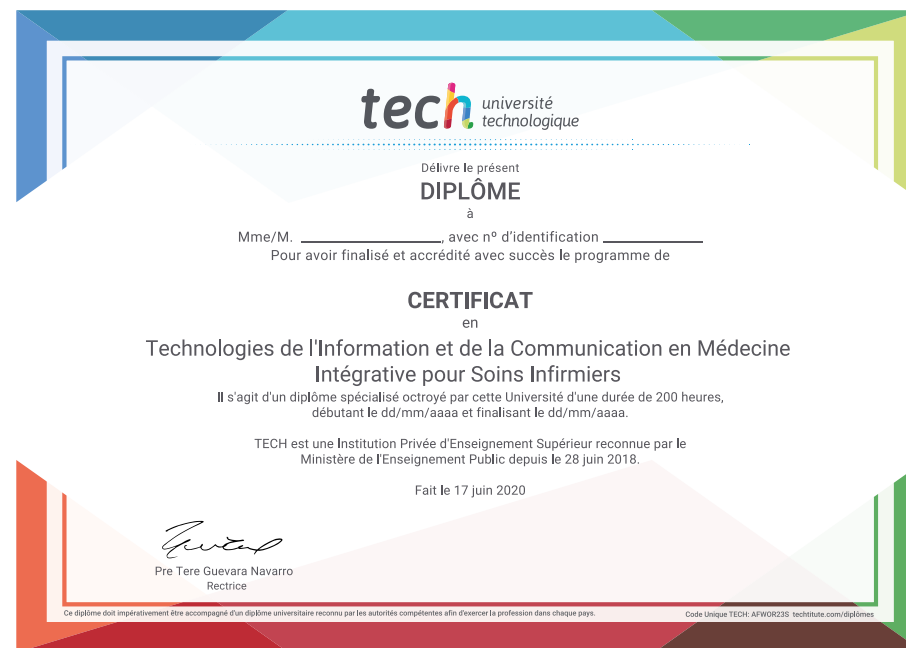 tech université
technologique
Délivre le présent
DIPLÔME
à
Mme/M. ____________________, avec nº d'identification ______________
Pour avoir finalisé et accrédité avec succès le programme de
CERTIFICAT
en
Technologies de l'Information et de la Communication en Médecine
Intégrative pour Soins Infirmiers
Il s'agit d'un diplôme spécialisé octroyé par cette Université d'une durée de 200 heures,
débutant le dd/mm/aaaa et finalisant le dd/mm/aaaa.
TECH est une Institution Privée d'Enseignement Supérieur reconnue par le
Ministère de l'Enseignement Public depuis le 28 juin 2018.
Fait le 17 juin 2020
Pre Tere Guevara Navarro
Rectrice
Ce diplôme doit impérativement être accompagné d'un diplôme universitaire reconnu par les autorités compétentes afin d'exercer la profession dans chaque pays.
Code Unique TECH: AFWOR23S techtitute.com/diplômes